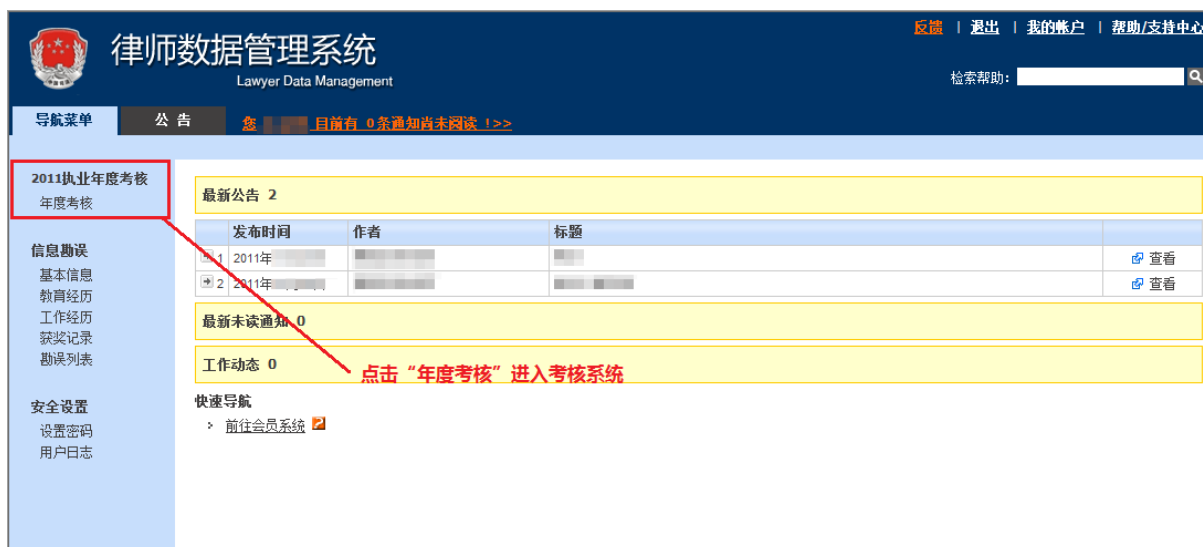 反馈 | 退出 | 我的帐户 | 帮助/支持中心
律师数据管理系统
Lawyer Data Management
检索帮助:
导航菜单
公 告
您 目前有 0条通知尚未阅读 !>>
2011执业年度考核
年度考核
信息勘误
基本信息
教育经历
工作经历
获奖记录
勘误列表
安全设置
设置密码
用户日志
最新公告 2
发布时间 作者 标题
1 2011年 查看
2 2011年 查看
最新未读通知 0
工作动态 0
点击“年度考核”进入考核系统
快速导航
前往会员系统